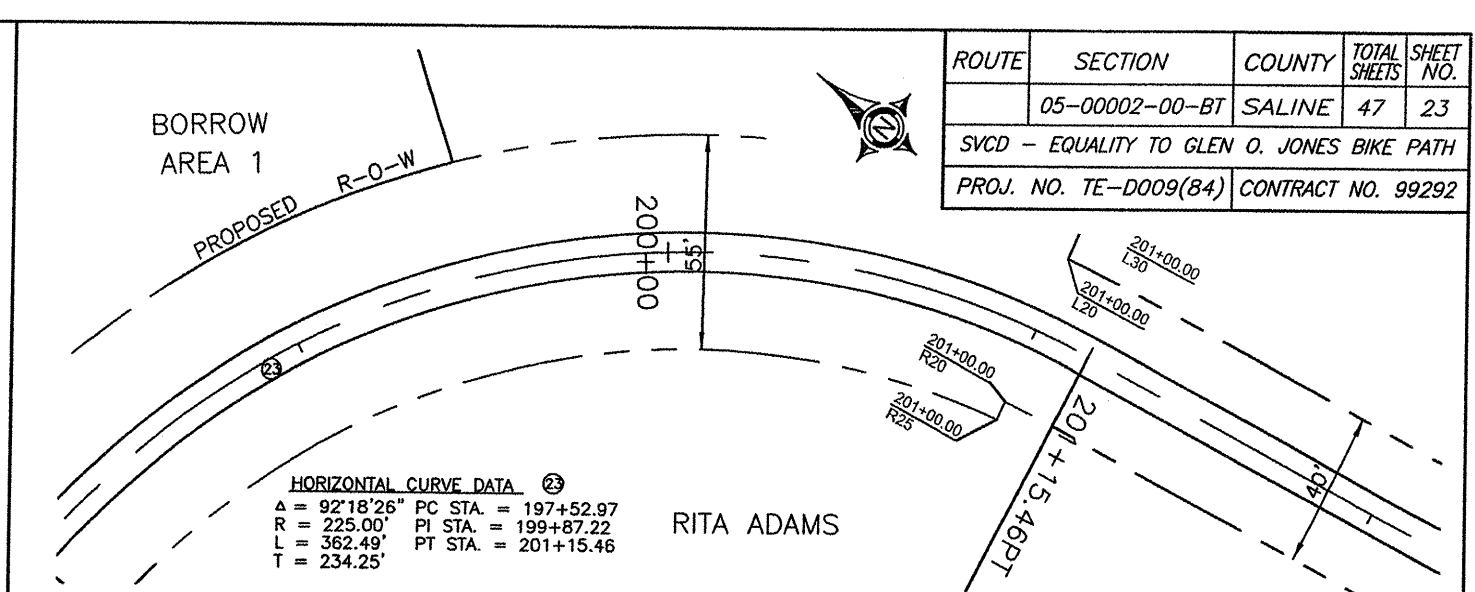 ROUTE SECTION COUNTY TOTAL SHEETS SHEET NO.
05-00002-00-BT SALINE 47 23
SVCD - EQUALITY TO GLEN O. JONES BIKE PATH
PROJ. NO. TE-D009(84) CONTRACT NO. 99292
BORROW
AREA 1
N
PROPOSED R-O-W
200+00
55'
201+00.00
L30
201+00.00
L20
201+00.00
R20
201+00.00
R25
23
201+15.46PT
40'
HORIZONTAL CURVE DATA 23
Δ = 92°18'26" PC STA. = 197+52.97
R = 225.00' PI STA. = 199+87.22
L = 362.49' PT STA. = 201+15.46
T = 234.25'
RITA ADAMS